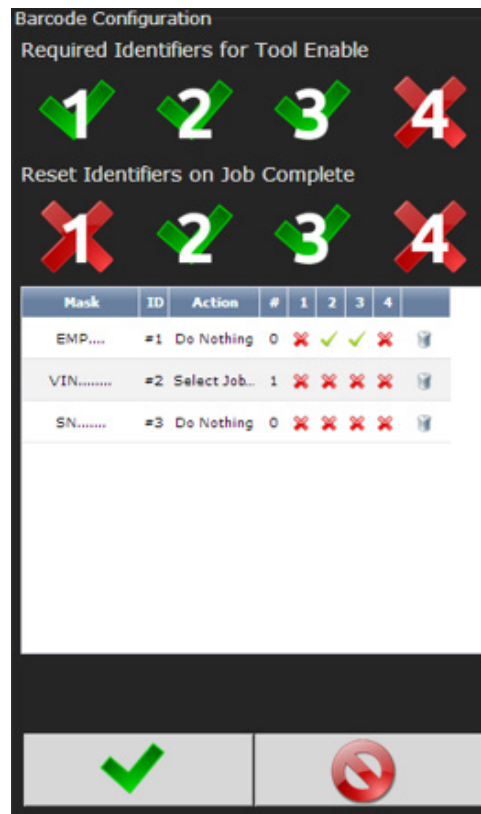 Barcode Configuration
Required Identifiers for Tool Enable
1 2 3 4
Reset Identifiers on Job Complete
1 2 3 4
Mask ID Action # 1 2 3 4
EMP.... #1 Do Nothing 0
VIN........ #2 Select Job... 1
SN....... #3 Do Nothing 0